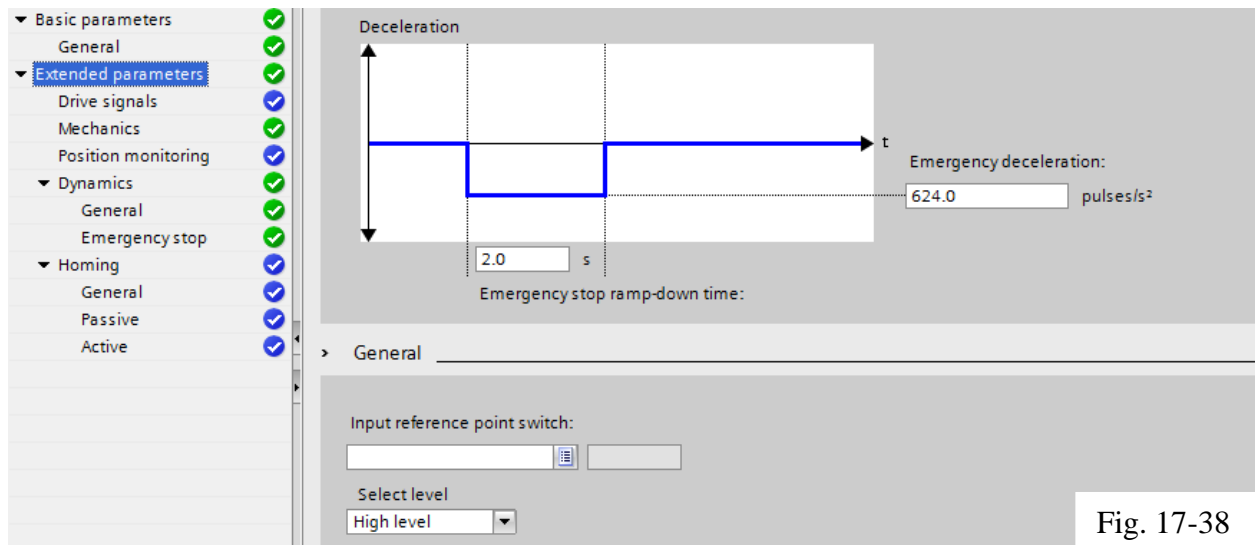 Basic parameters
General
Extended parameters
Drive signals
Mechanics
Position monitoring
Dynamics
General
Emergency stop
Homing
General
Passive
Active
Deceleration
t
Emergency deceleration:
624.0 pulses/s²
2.0 s
Emergency stop ramp-down time:
General
Input reference point switch:
Select level
High level
Fig. 17-38